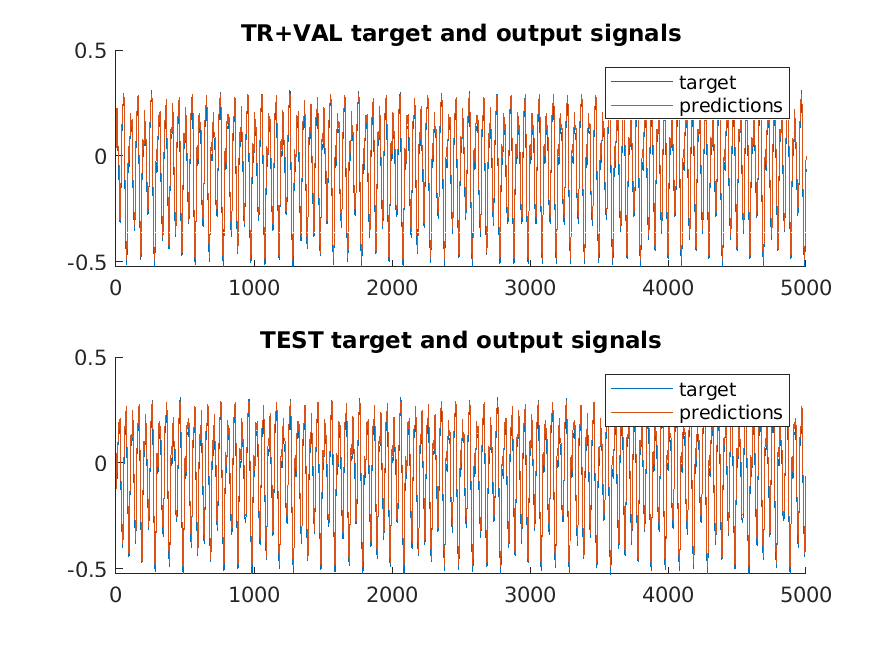 TR+VAL target and output signals
0.5
0
-0.5
target
predictions
0 1000 2000 3000 4000 5000
TEST target and output signals
0.5
0
-0.5
target
predictions
0 1000 2000 3000 4000 5000